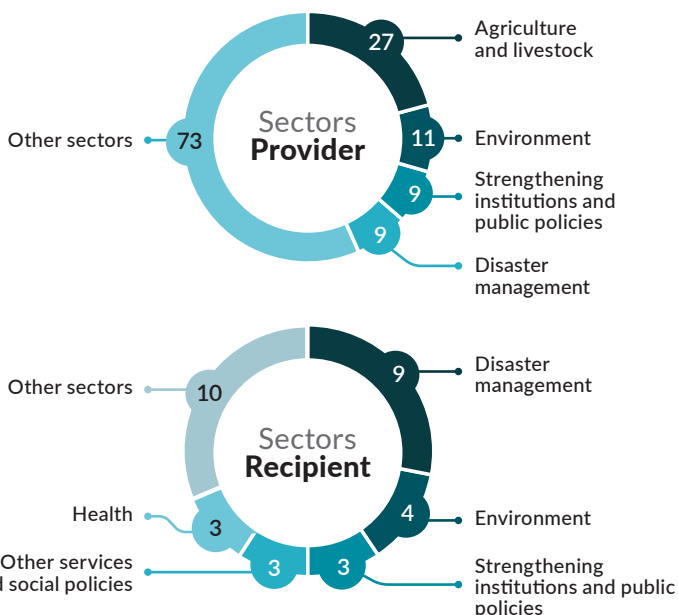 27
Agriculture
and livestock
Other sectors
73
Sectors
Provider
11
Environment
9
Strengthening
institutions and
public policies
9
Disaster
management
Other sectors
10
Sectors
Recipient
9
Disaster
management
Health
3
4
Environment
Other services
social policies
3
3
Strengthening
institutions and public
policies